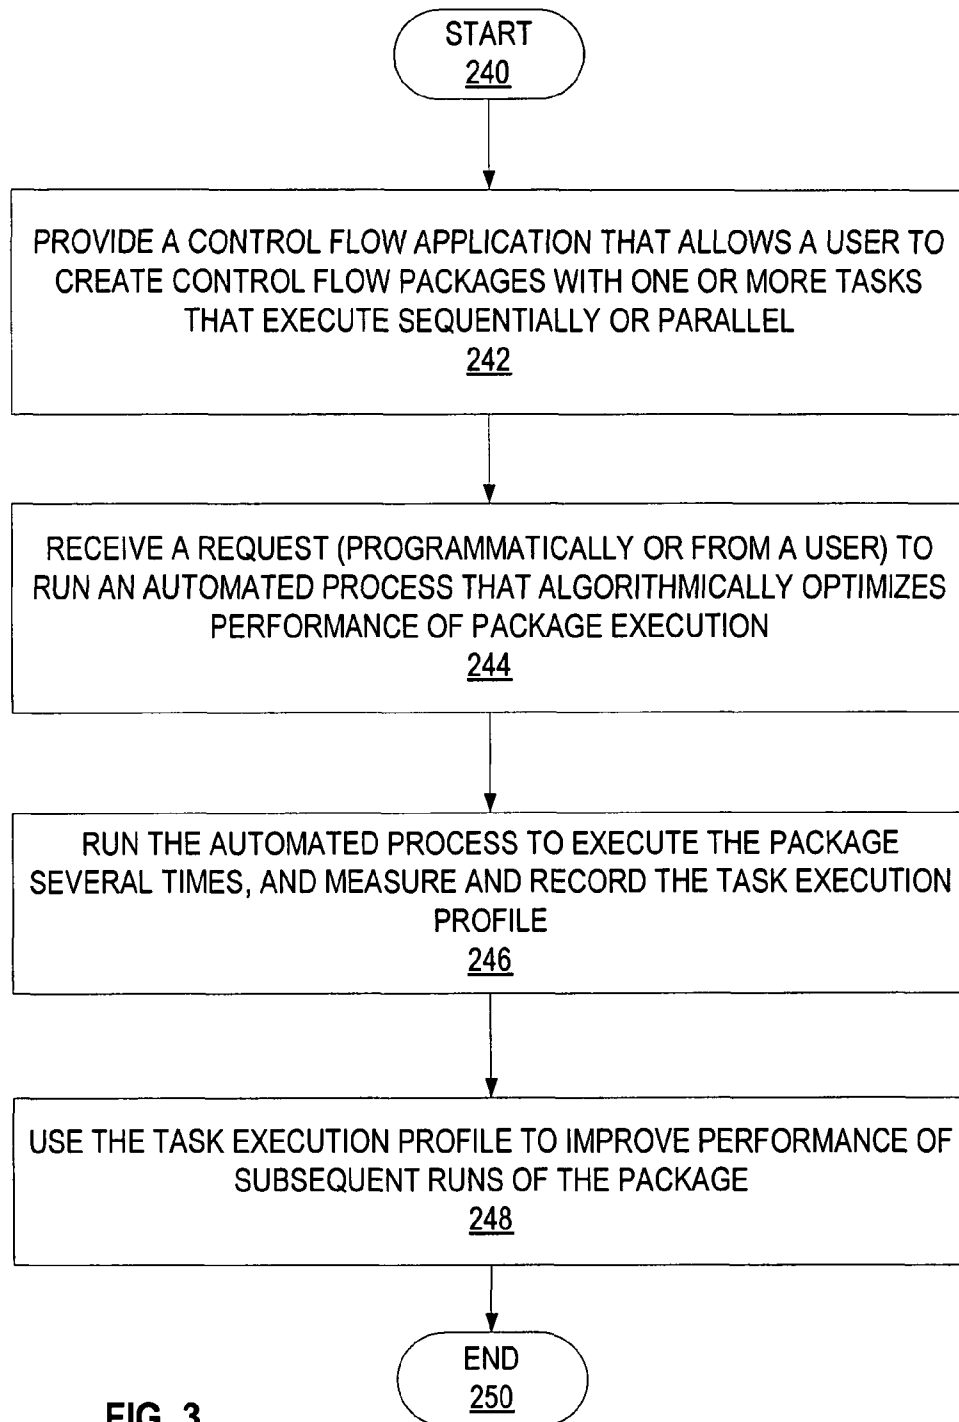 START
240
PROVIDE A CONTROL FLOW APPLICATION THAT ALLOWS A USER TO
CREATE CONTROL FLOW PACKAGES WITH ONE OR MORE TASKS
THAT EXECUTE SEQUENTIALLY OR PARALLEL
242
RECEIVE A REQUEST (PROGRAMMATICALLY OR FROM A USER) TO
RUN AN AUTOMATED PROCESS THAT ALGORITHMICALLY OPTIMIZES
PERFORMANCE OF PACKAGE EXECUTION
244
RUN THE AUTOMATED PROCESS TO EXECUTE THE PACKAGE
SEVERAL TIMES, AND MEASURE AND RECORD THE TASK EXECUTION
PROFILE
246
USE THE TASK EXECUTION PROFILE TO IMPROVE PERFORMANCE OF
SUBSEQUENT RUNS OF THE PACKAGE
248
END
250
FIG. 3